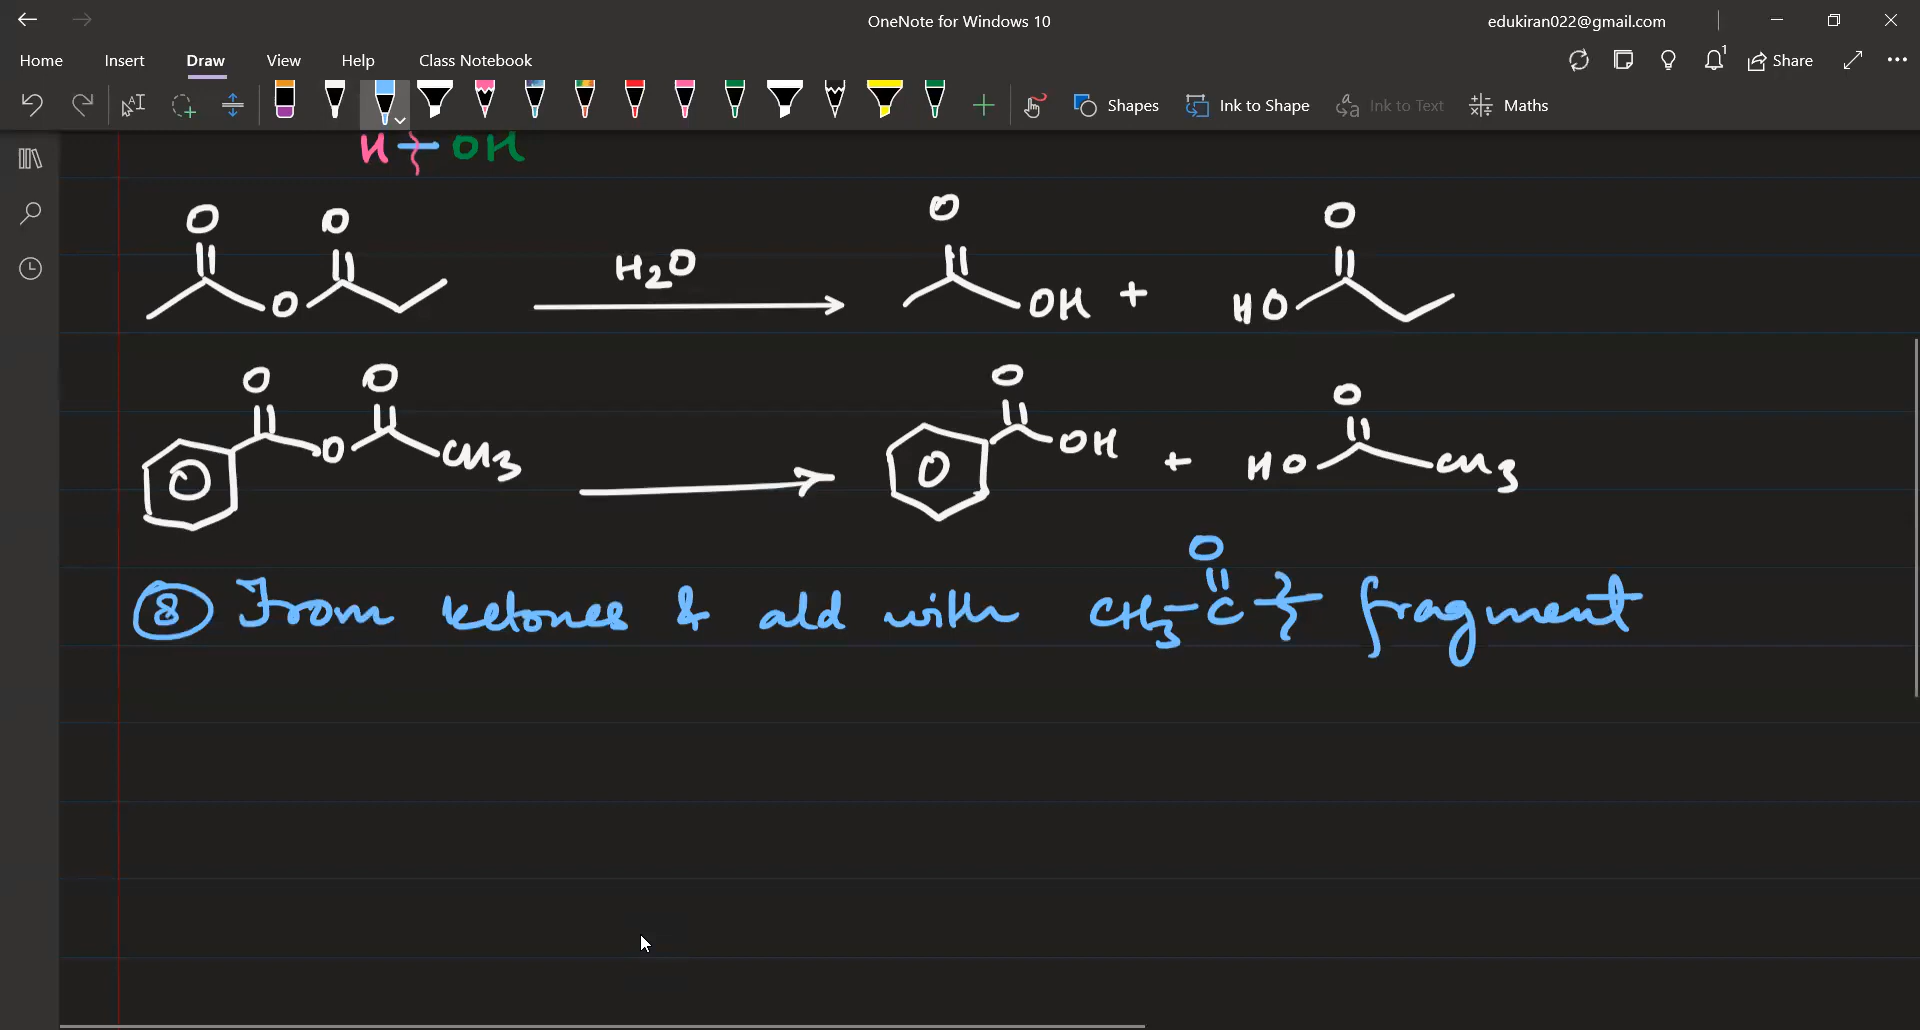 OneNote for Windows 10
edukiran022@gmail.com
Home Insert Draw View Help Class Notebook
1 Share
Shapes Ink to Shape Ink to Text Maths
H OH
O O O O
H2O
O OH + HO
O O O O
O O CH3 O OH + HO CH3
O
⑧ From ketones & ald with CH3-C fragment